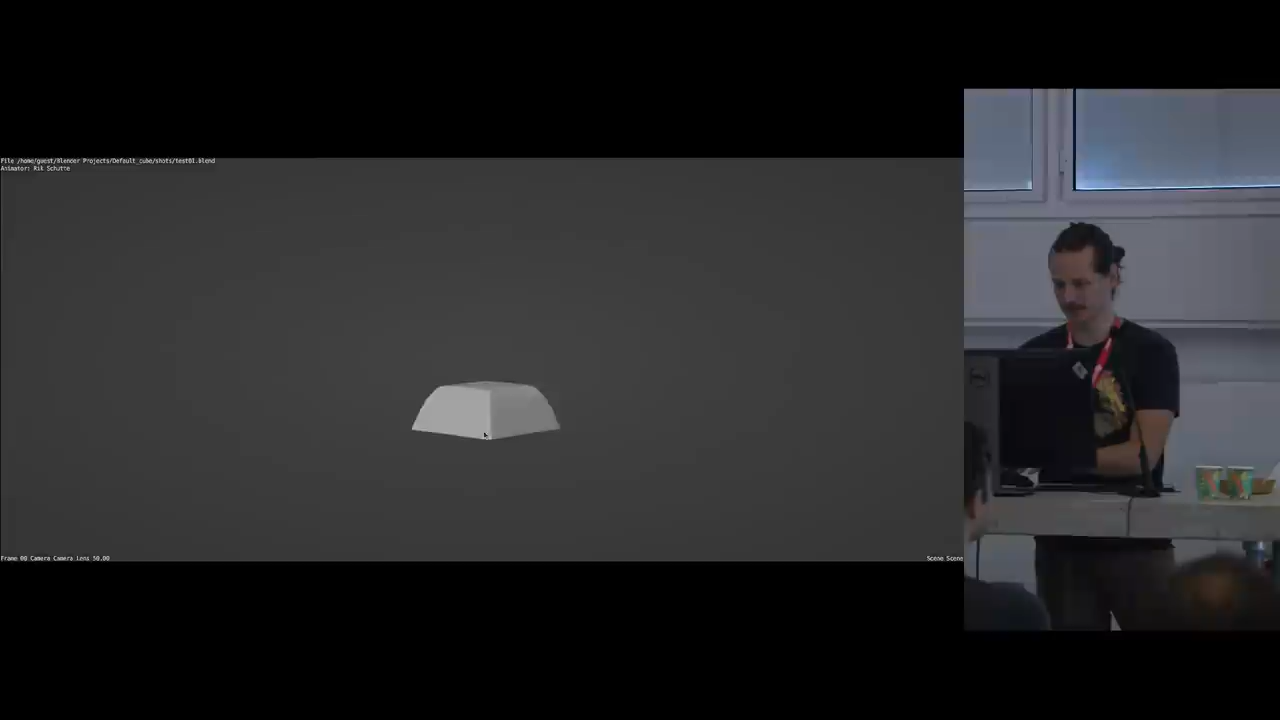 File /home/guest/Blender Projects/Default_cube/shots/test01.blend
Animator: Rik Schutte
Frame 00 Camera Camera Lens 50.00
Scene Scene